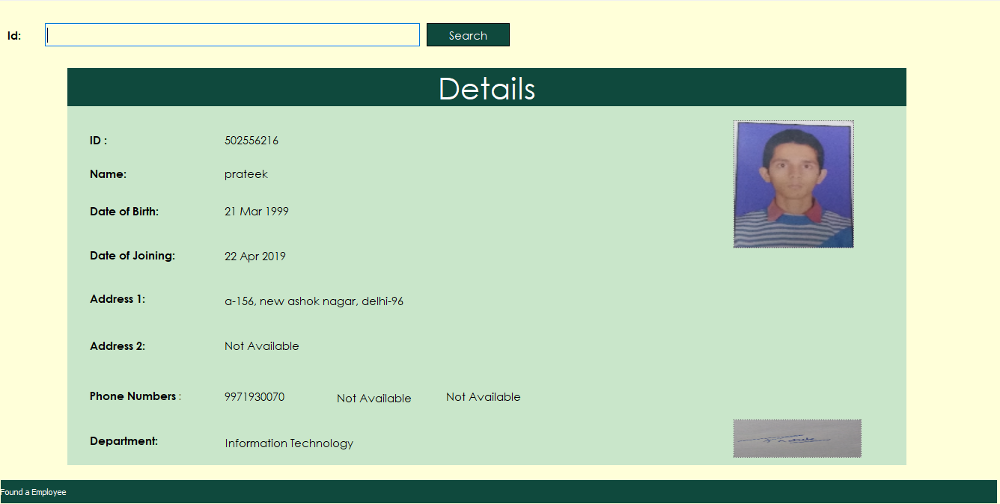 Id:
Search
Details
ID : 502556216
Name: prateek
Date of Birth: 21 Mar 1999
Date of Joining: 22 Apr 2019
Address 1: a-156, new ashok nagar, delhi-96
Address 2: Not Available
Phone Numbers : 9971930070 Not Available Not Available
Department: Information Technology
Found a Employee